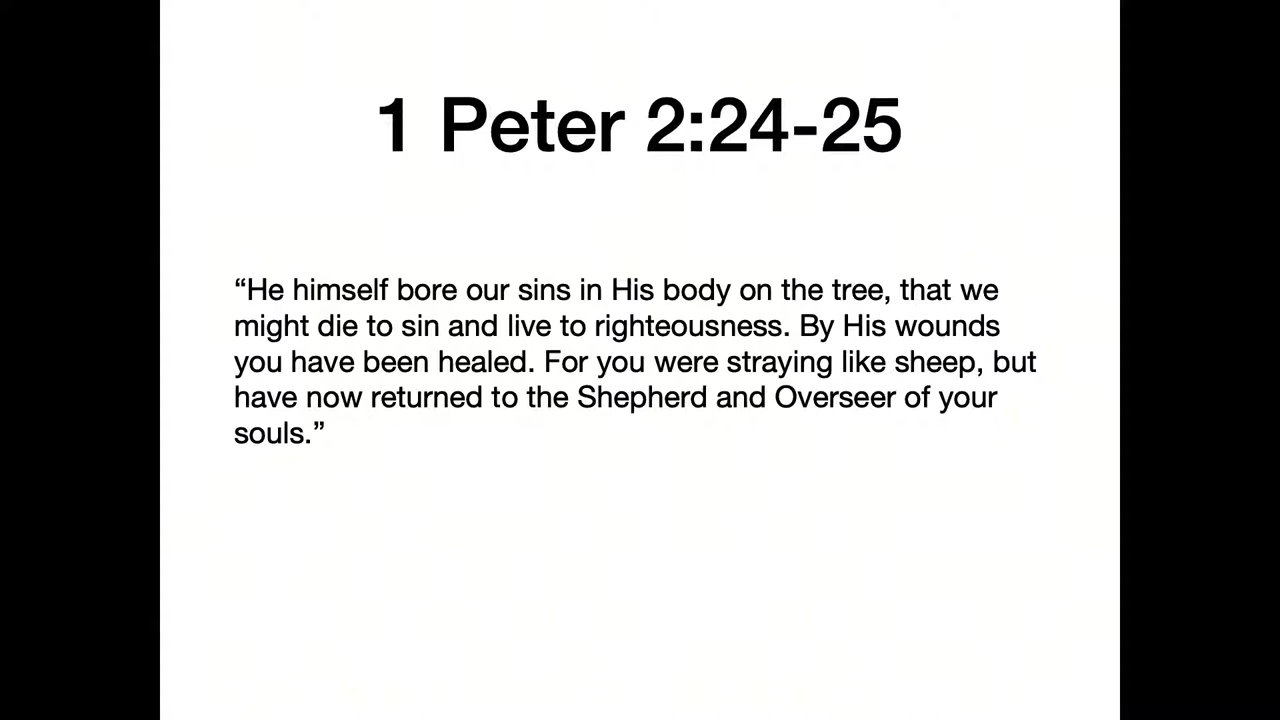 1 Peter 2:24-25
“He himself bore our sins in His body on the tree, that we
might die to sin and live to righteousness. By His wounds
you have been healed. For you were straying like sheep, but
have now returned to the Shepherd and Overseer of your
souls.”